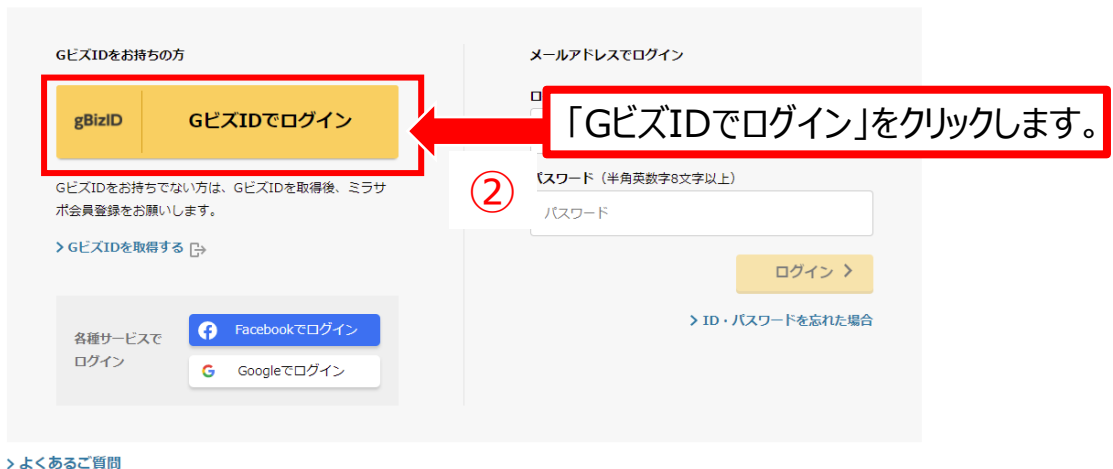 GビズIDをお持ちの方
gBizID
GビズIDでログイン
GビズIDをお持ちでない方は、GビズIDを取得後、ミラサ
ポ会員登録をお願いします。
GビズIDを取得する
各種サービスで
ログイン
Facebookでログイン
Googleでログイン
メールアドレスでログイン
ロ
「GビズIDでログイン」をクリックします。
②
パスワード（半角英数字8文字以上）
パスワード
ログイン
ID・パスワードを忘れた場合
よくあるご質問